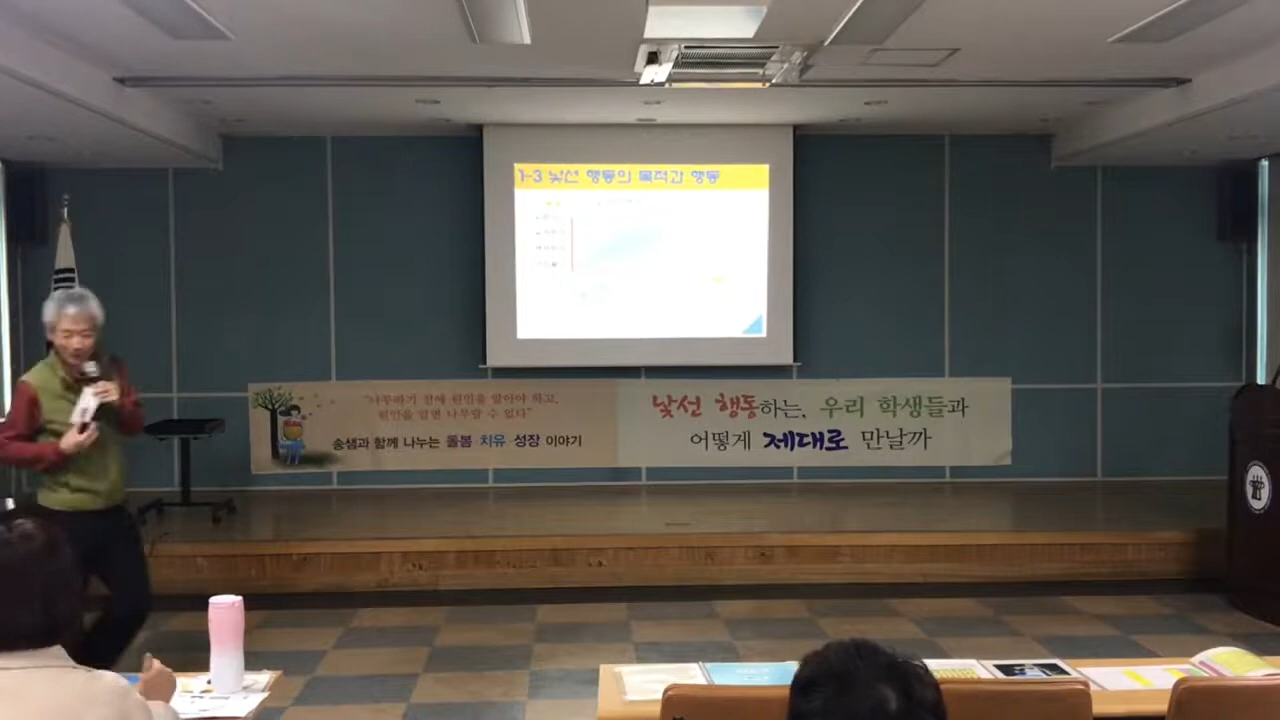 1-3 낯선 행동의 목적과 행동
"나무라기 전에 원인을 알아야 하고,
원인을 알면 나무랄 수 없다"
송샘과 함께 나누는 돌봄·치유·성장 이야기
낯선 행동하는, 우리 학생들과
어떻게 제대로 만날까